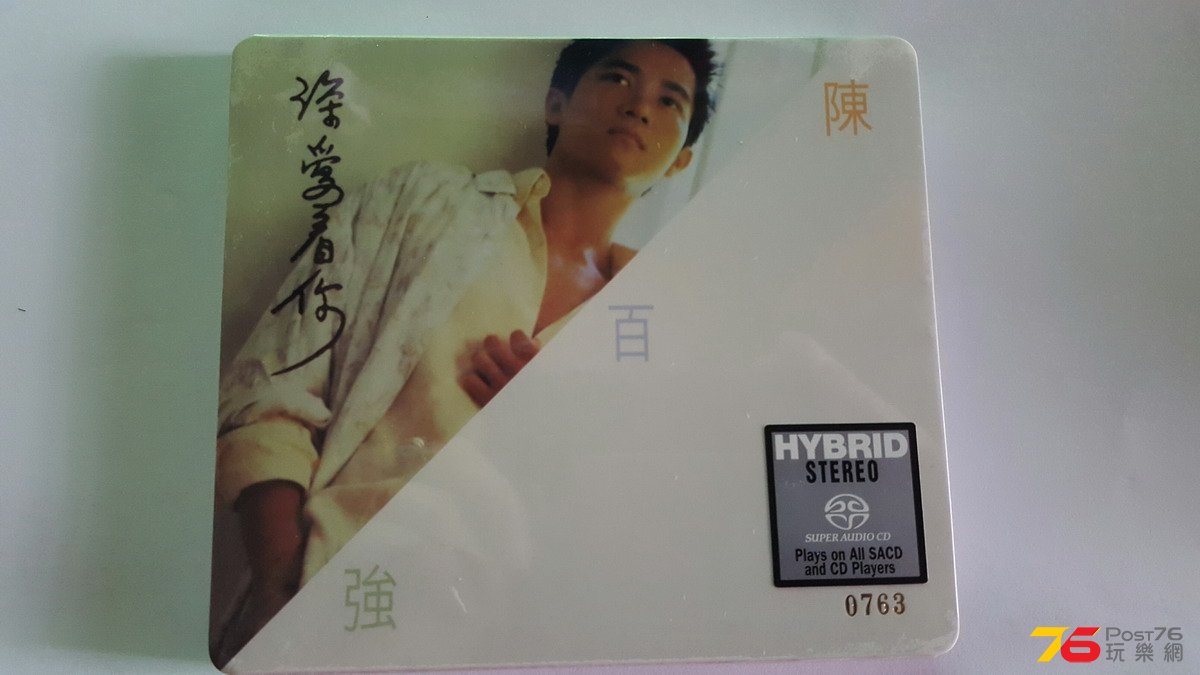 深愛着你
陳
百
強
HYBRID
STEREO
SUPER AUDIO CD
Plays on All SACD
and CD Players
0763
76 POST76
玩樂網